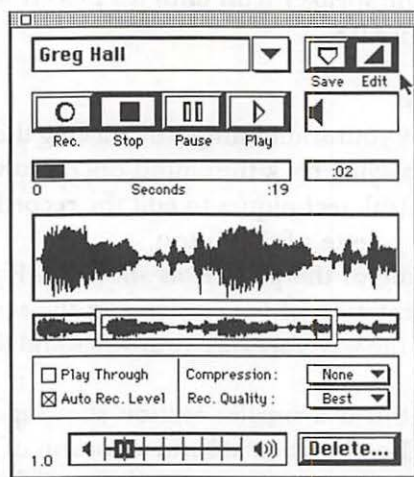 Greg Hall
Save Edit
Rec. Stop Pause Play
:02
0 Seconds :19
Play Through
Auto Rec. Level
Compression: None
Rec. Quality: Best
1.0
Delete...